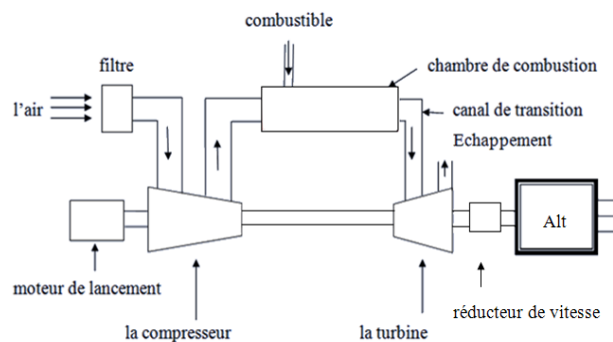 combustible
filtre
chambre de combustion
l'air
canal de transition
Echappement
Alt
moteur de lancement
réducteur de vitesse
la compresseur
la turbine